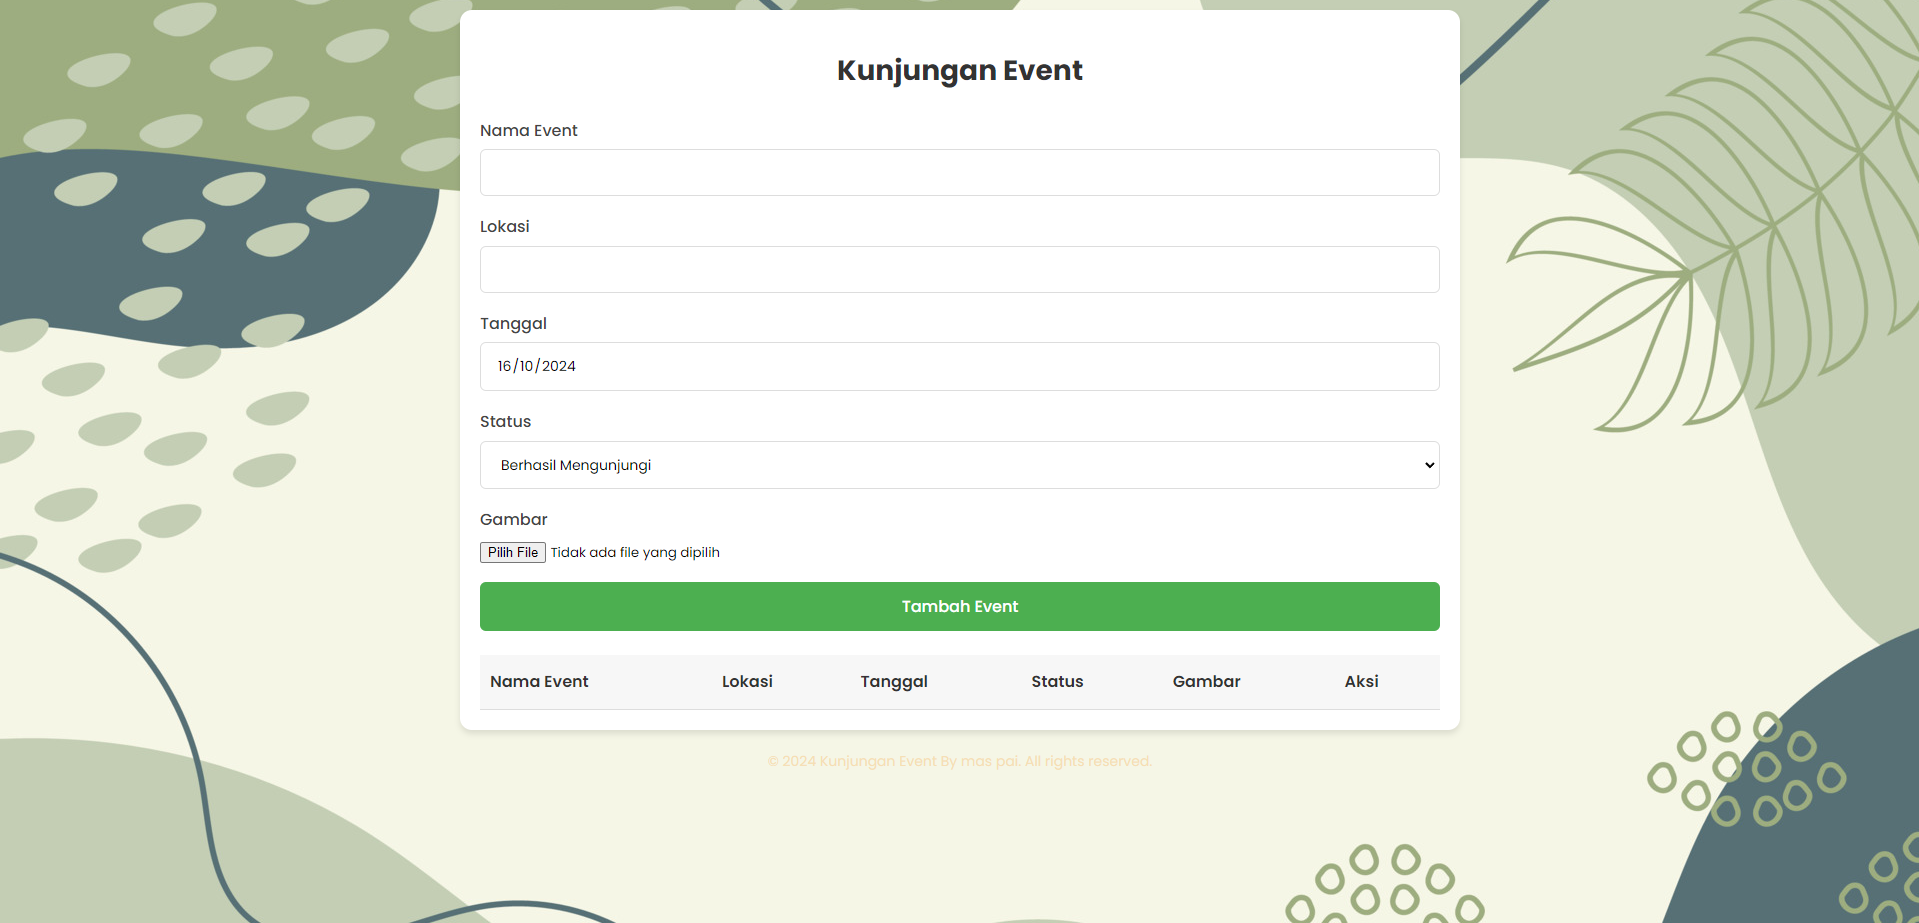 Kunjungan Event
Nama Event
Lokasi
Tanggal
16/10/2024
Status
Berhasil Mengunjungi
Gambar
Pilih File Tidak ada file yang dipilih
Tambah Event
Nama Event Lokasi Tanggal Status Gambar Aksi
© 2024 Kunjungan Event By mas pai. All rights reserved.